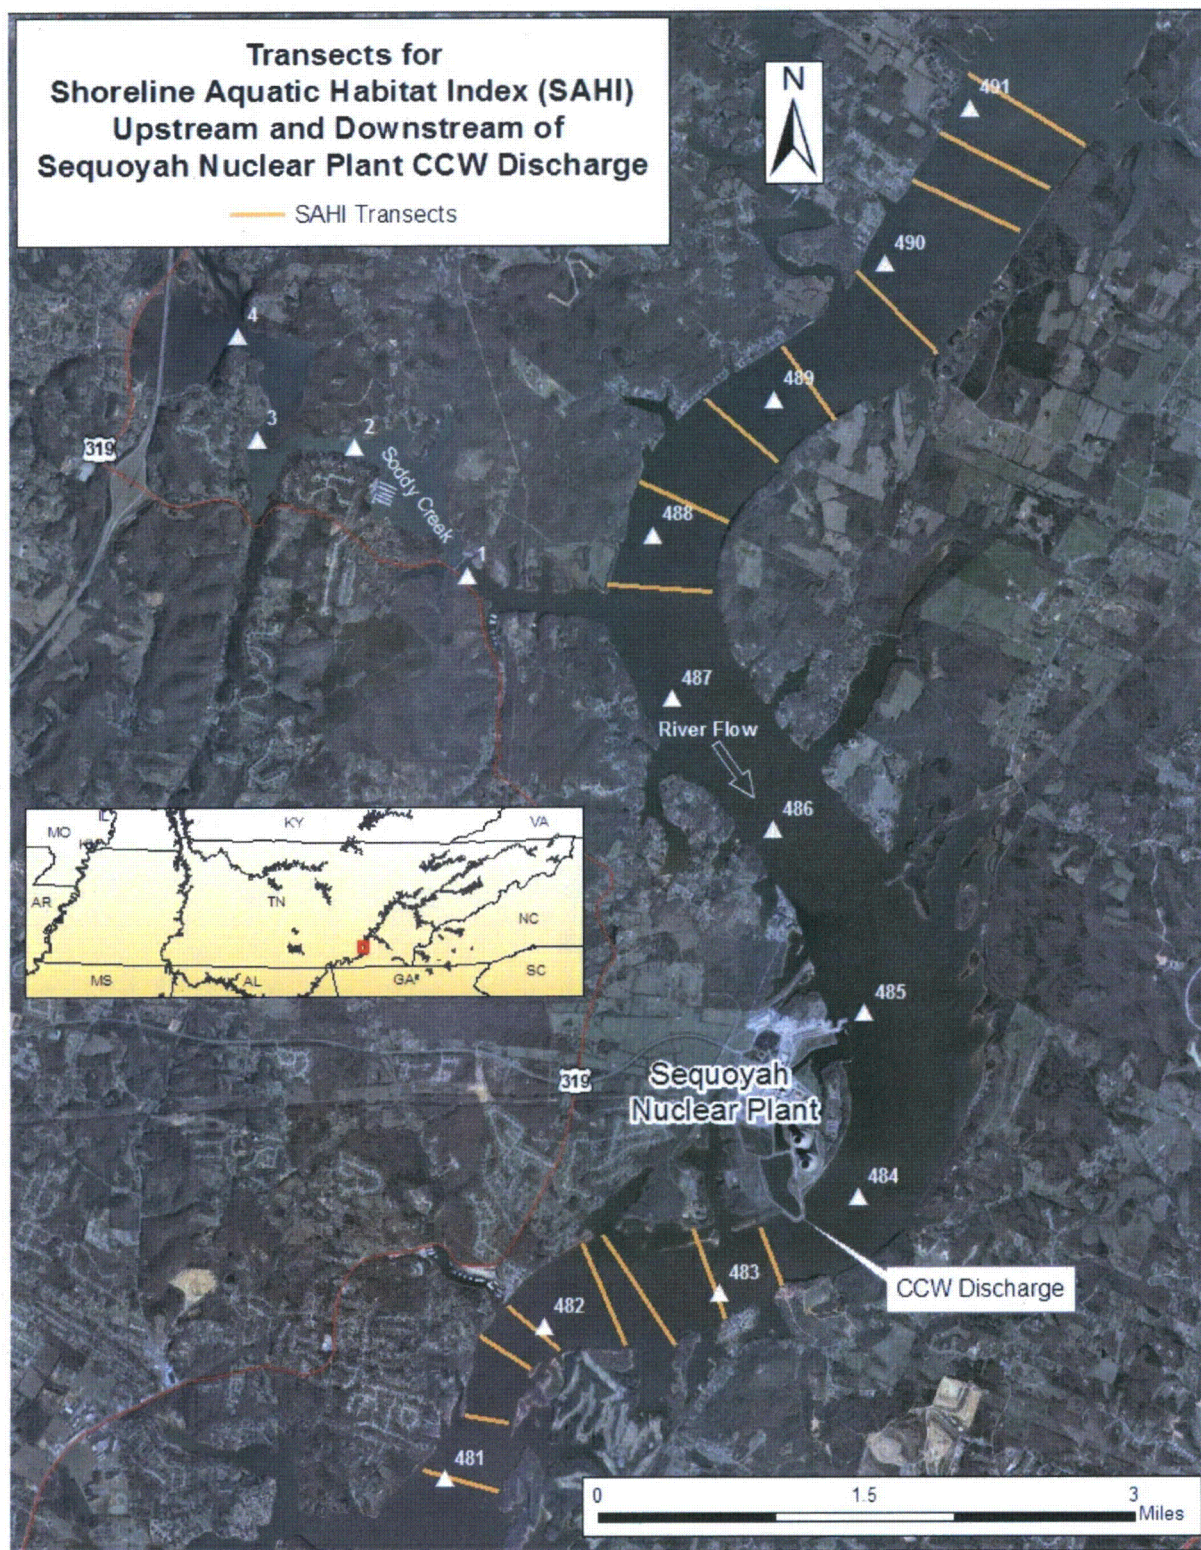 Transects for
Shoreline Aquatic Habitat Index (SAHI)
Upstream and Downstream of
Sequoyah Nuclear Plant CCW Discharge
SAHI Transects
N
491
490
489
488
487
River Flow
486
485
484
483
482
481
4
3
2
1
Soddy Creek
319
MO
IL
KY
KY
VA
AR
TN
NC
MS
AL
GA
SC
319
Sequoyah
Nuclear Plant
CCW Discharge
0 1.5 3
Miles